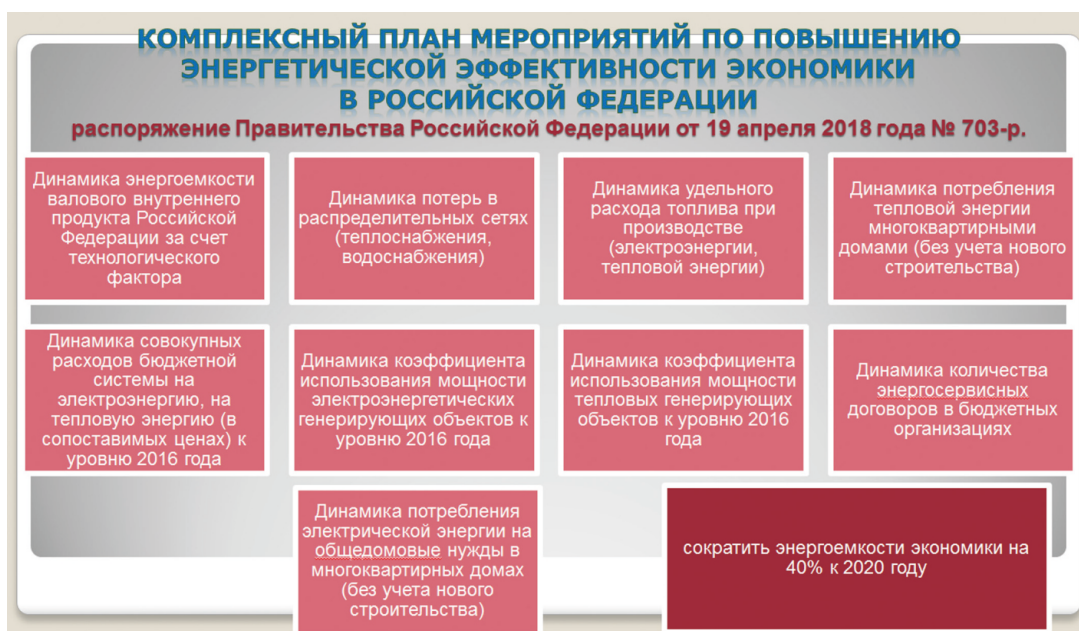 КОМПЛЕКСНЫЙ ПЛАН МЕРОПРИЯТИЙ ПО ПОВЫШЕНИЮ
ЭНЕРГЕТИЧЕСКОЙ ЭФФЕКТИВНОСТИ ЭКОНОМИКИ
В РОССИЙСКОЙ ФЕДЕРАЦИИ
распоряжение Правительства Российской Федерации от 19 апреля 2018 года № 703-р.
Динамика энергоемкости
валового внутреннего
продукта Российской
Федерации за счет
технологического
фактора
Динамика потерь в
распределительных сетях
(теплоснабжения,
водоснабжения)
Динамика удельного
расхода топлива при
производстве
(электроэнергии,
тепловой энергии)
Динамика потребления
тепловой энергии
многоквартирными
домами (без учета нового
строительства)
Динамика совокупных
расходов бюджетной
системы на
электроэнергию, на
тепловую энергию (в
сопоставимых ценах) к
уровню 2016 года
Динамика коэффициента
использования мощности
электроэнергетических
генерирующих объектов к
уровню 2016 года
Динамика коэффициента
использования мощности
тепловых генерирующих
объектов к уровню 2016
года
Динамика количества
энергосервисных
договоров в бюджетных
организациях
Динамика потребления
электрической энергии на
общедомовые нужды в
многоквартирных домах
(без учета нового
строительства)
сократить энергоемкости экономики на
40% к 2020 году